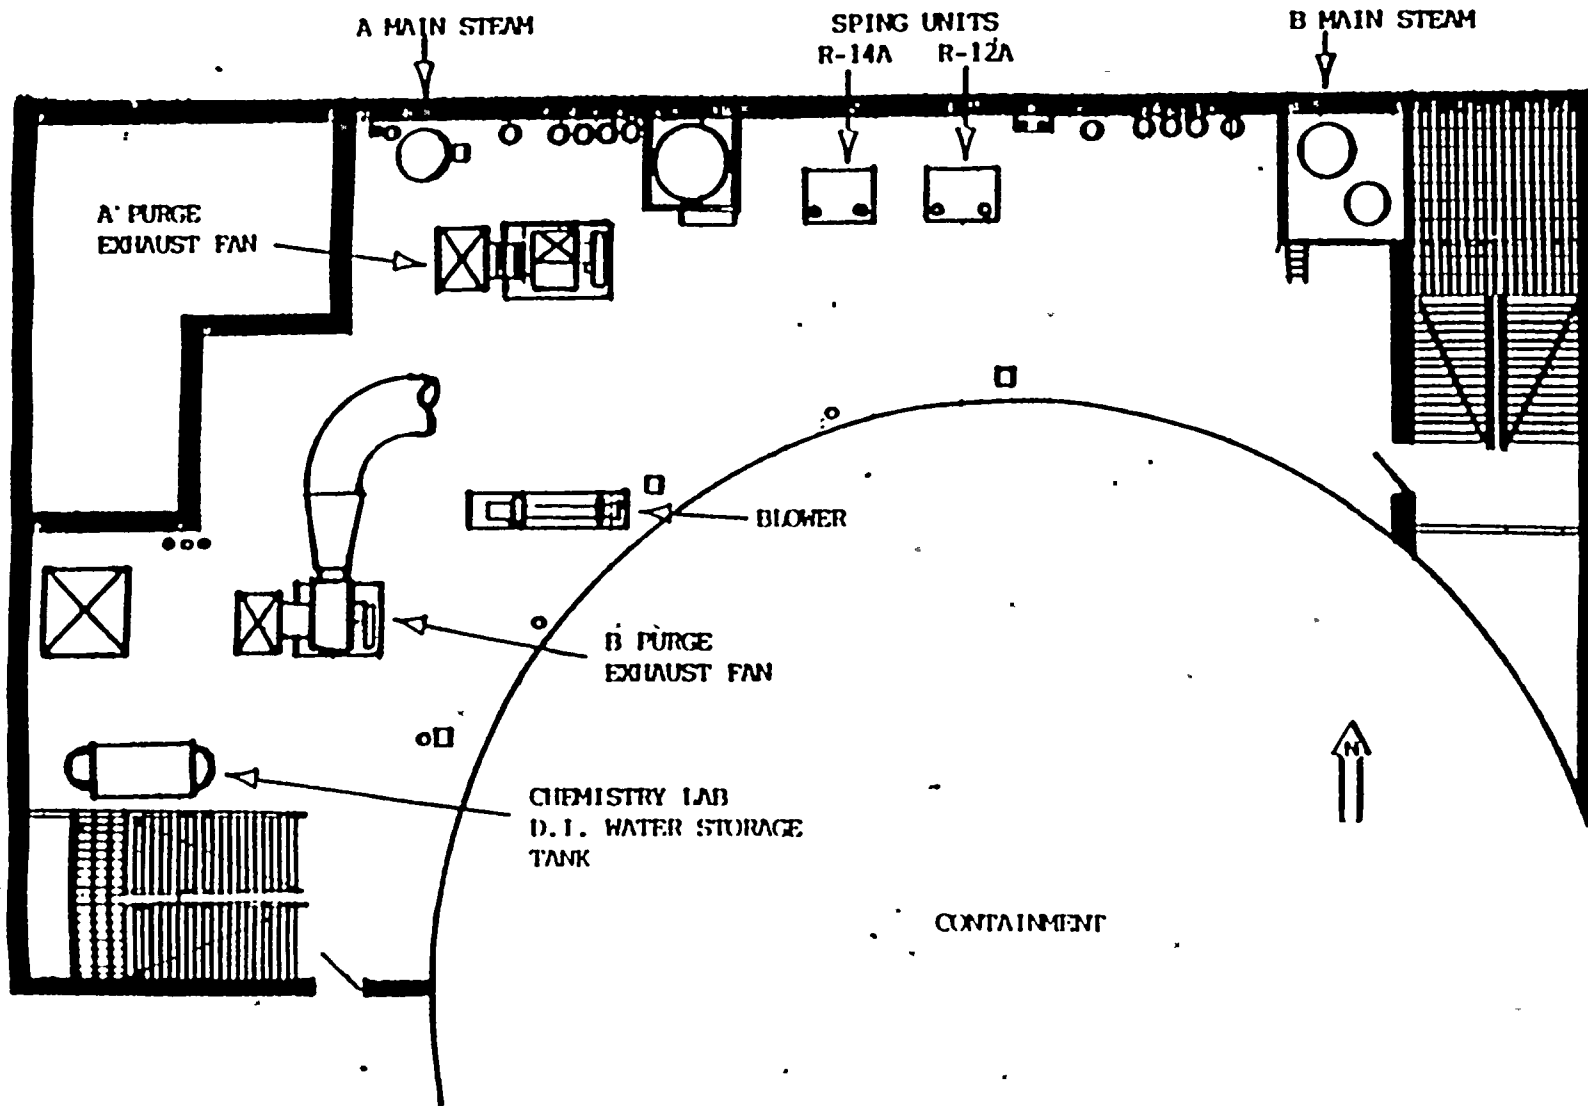 A MAIN STEAM
SPING UNITS
R-14A R-12A
B MAIN STEAM
A PURGE
EXHAUST FAN
BLOWER
B PURGE
EXHAUST FAN
CHEMISTRY LAB
D.I. WATER STORAGE
TANK
N
CONTAINMENT